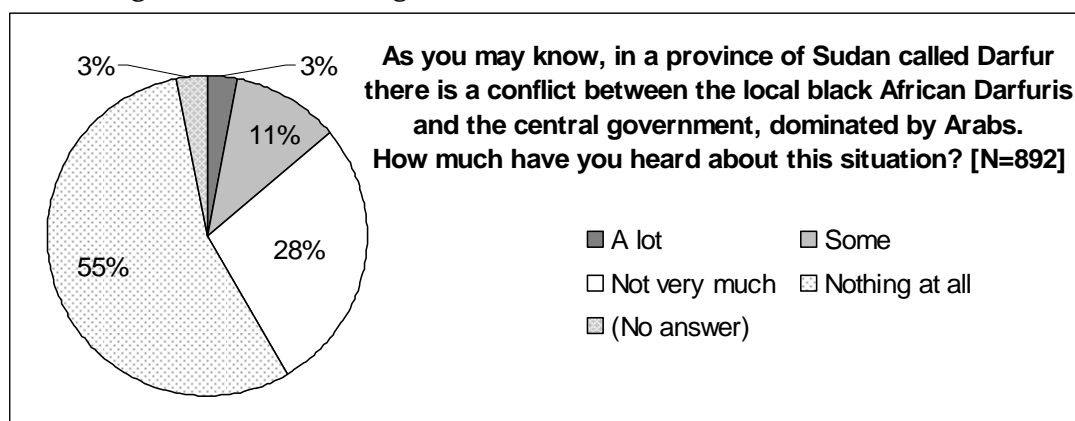 As you may know, in a province of Sudan called Darfur
there is a conflict between the local black African Darfuris
and the central government, dominated by Arabs.
How much have you heard about this situation? [N=892]
3%
3%
11%
28%
55%
A lot
Some
Not very much
Nothing at all
(No answer)